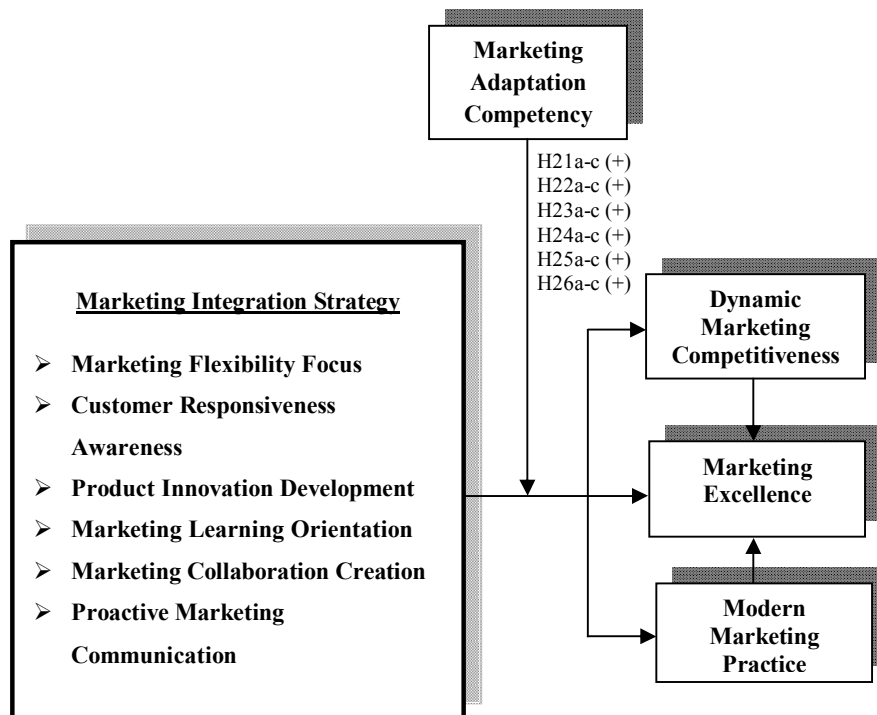 Marketing
Adaptation
Competency
H21a-c (+)
H22a-c (+)
H23a-c (+)
H24a-c (+)
H25a-c (+)
H26a-c (+)
Marketing Integration Strategy
➢ Marketing Flexibility Focus
➢ Customer Responsiveness
Awareness
➢ Product Innovation Development
➢ Marketing Learning Orientation
➢ Marketing Collaboration Creation
➢ Proactive Marketing
Communication
Dynamic
Marketing
Competitiveness
Marketing
Excellence
Modern
Marketing
Practice